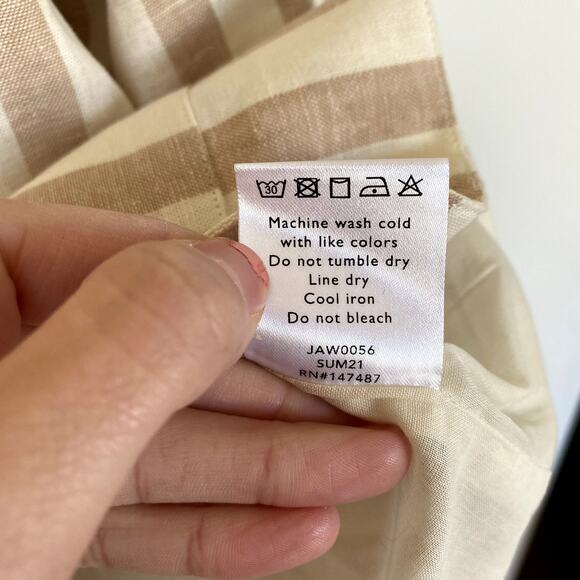 30
Machine wash cold
with like colors
Do not tumble dry
Line dry
Cool iron
Do not bleach
JAW0056
SUM21
RN#147487